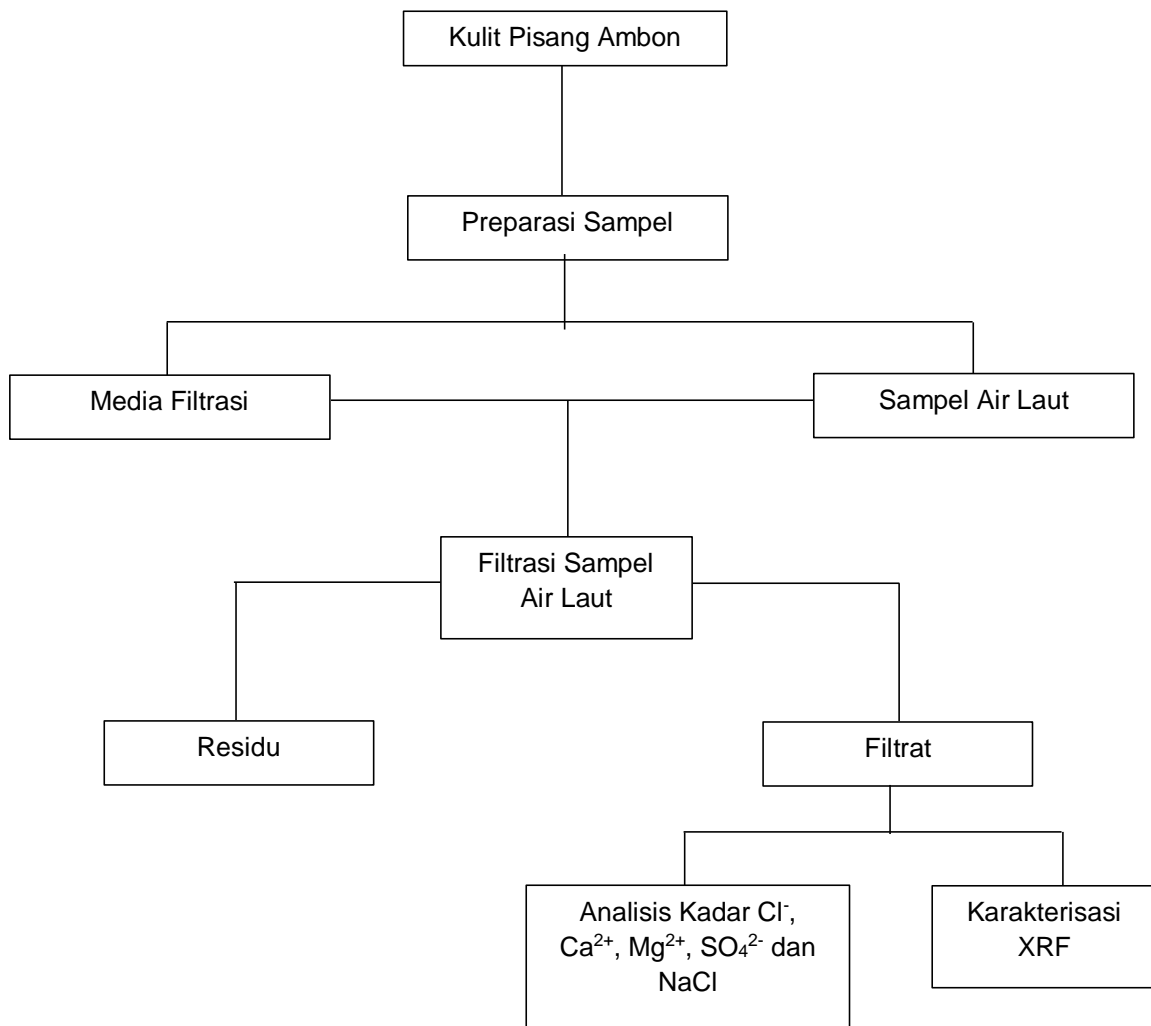 Kulit Pisang Ambon
Preparasi Sampel
Media Filtrasi
Sampel Air Laut
Filtrasi Sampel
Air Laut
Residu
Filtrat
Analisis Kadar Cl⁻,
Ca²⁺, Mg²⁺, SO₄²⁻ dan
NaCl
Karakterisasi
XRF